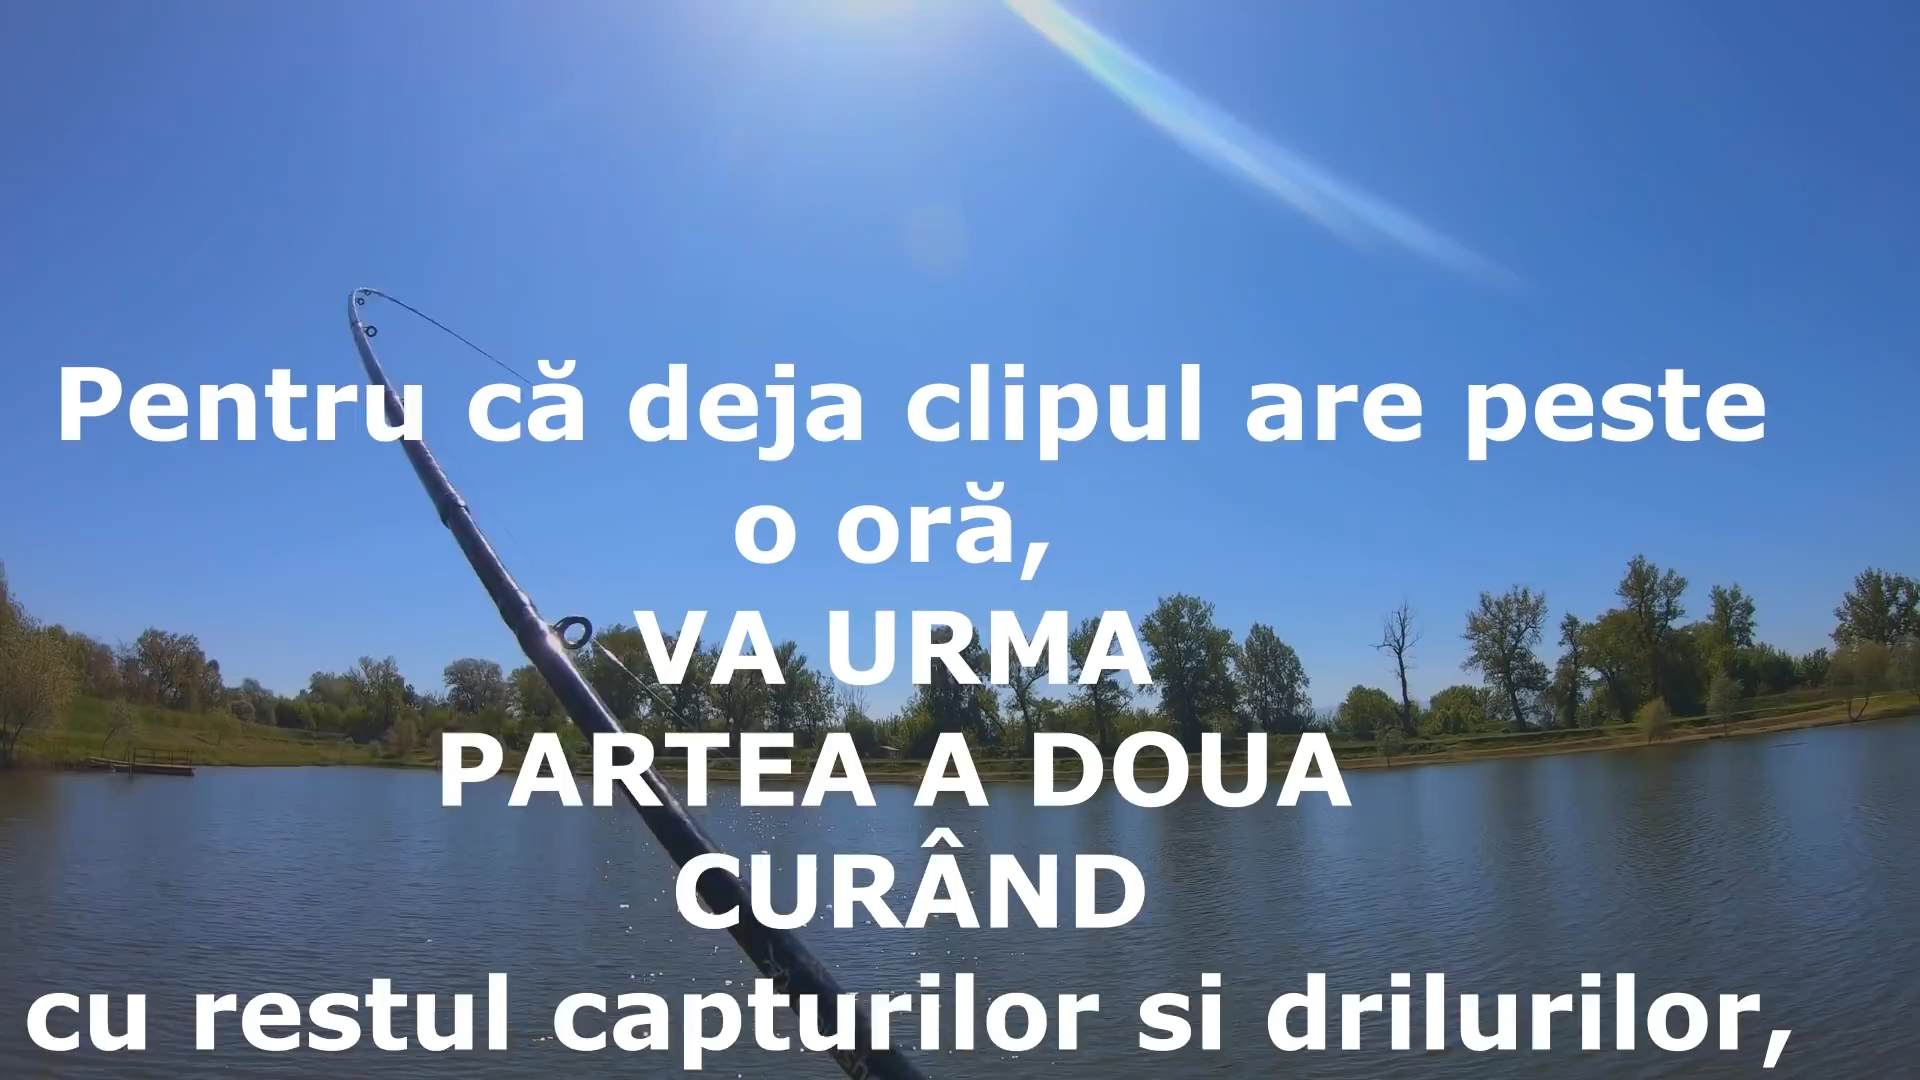 Pentru că deja clipul are peste
o oră,
VA URMA
PARTEA A DOUA
CURÂND
cu restul capturilor si drilurilor,